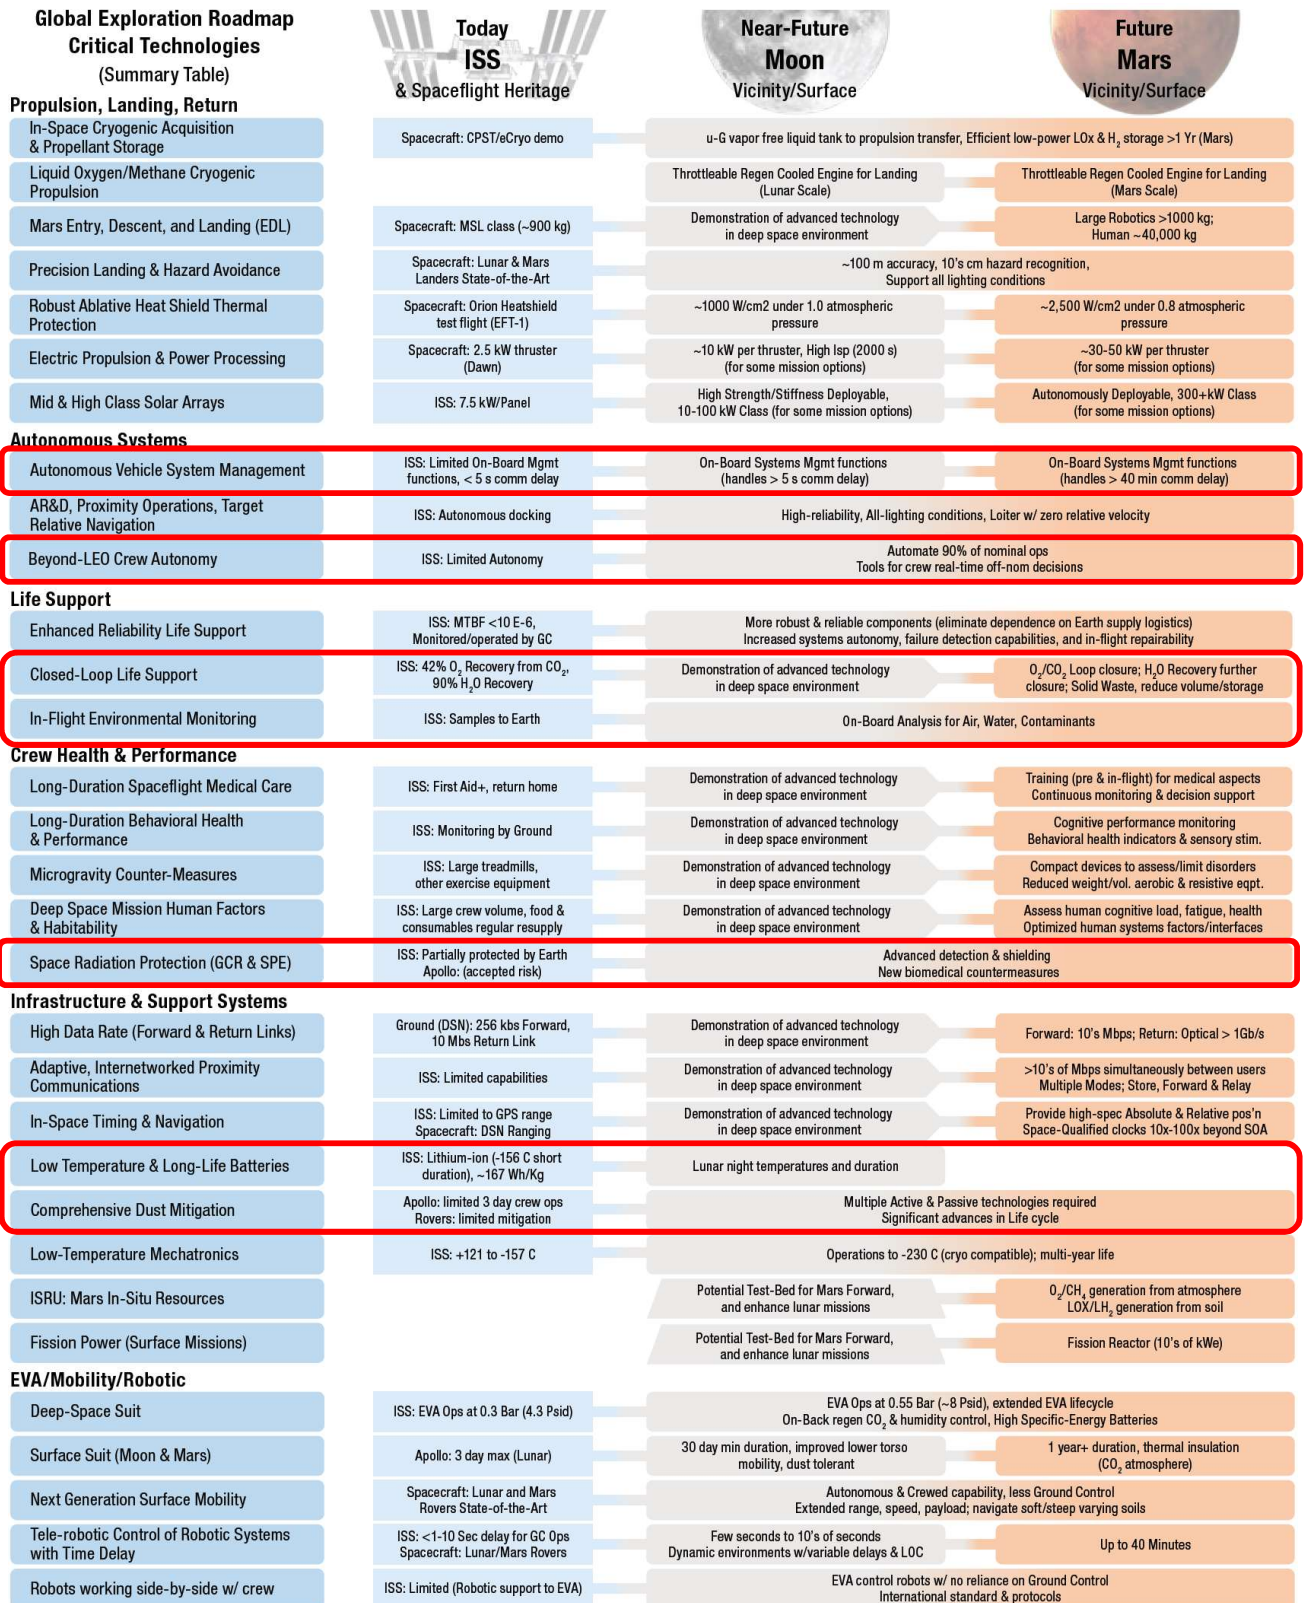 Global Exploration Roadmap
Critical Technologies
(Summary Table)
Today
ISS
& Spaceflight Heritage
Near-Future
Moon
Vicinity/Surface
Future
Mars
Vicinity/Surface
Propulsion, Landing, Return
In-Space Cryogenic Acquisition
& Propellant Storage
Spacecraft: CPST/eCryo demo
u-G vapor free liquid tank to propulsion transfer, Efficient low-power LOx & H₂ storage >1 Yr (Mars)
Liquid Oxygen/Methane Cryogenic
Propulsion
Throttleable Regen Cooled Engine for Landing
(Lunar Scale)
Throttleable Regen Cooled Engine for Landing
(Mars Scale)
Mars Entry, Descent, and Landing (EDL)
Spacecraft: MSL class (~900 kg)
Demonstration of advanced technology
in deep space environment
Large Robotics >1000 kg;
Human ~40,000 kg
Precision Landing & Hazard Avoidance
Spacecraft: Lunar & Mars
Landers State-of-the-Art
~100 m accuracy, 10's cm hazard recognition,
Support all lighting conditions
Robust Ablative Heat Shield Thermal
Protection
Spacecraft: Orion Heatshield
test flight (EFT-1)
~1000 W/cm2 under 1.0 atmospheric
pressure
~2,500 W/cm2 under 0.8 atmospheric
pressure
Electric Propulsion & Power Processing
Spacecraft: 2.5 kW thruster
(Dawn)
~10 kW per thruster, High Isp (2000 s)
(for some mission options)
~30-50 kW per thruster
(for some mission options)
Mid & High Class Solar Arrays
ISS: 7.5 kW/Panel
High Strength/Stiffness Deployable,
10-100 kW Class (for some mission options)
Autonomously Deployable, 300+kW Class
(for some mission options)
Autonomous Systems
Autonomous Vehicle System Management
ISS: Limited On-Board Mgmt
functions, < 5 s comm delay
On-Board Systems Mgmt functions
(handles > 5 s comm delay)
On-Board Systems Mgmt functions
(handles > 40 min comm delay)
AR&D, Proximity Operations, Target
Relative Navigation
ISS: Autonomous docking
High-reliability, All-lighting conditions, Loiter w/ zero relative velocity
Beyond-LEO Crew Autonomy
ISS: Limited Autonomy
Automate 90% of nominal ops
Tools for crew real-time off-nom decisions
Life Support
Enhanced Reliability Life Support
ISS: MTBF <10 E-6,
Monitored/operated by GC
More robust & reliable components (eliminate dependence on Earth supply logistics)
Increased systems autonomy, failure detection capabilities, and in-flight repairability
Closed-Loop Life Support
ISS: 42% O₂ Recovery from CO₂,
90% H₂O Recovery
Demonstration of advanced technology
in deep space environment
O₂/CO₂ Loop closure; H₂O Recovery further
closure; Solid Waste, reduce volume/storage
In-Flight Environmental Monitoring
ISS: Samples to Earth
On-Board Analysis for Air, Water, Contaminants
Crew Health & Performance
Long-Duration Spaceflight Medical Care
ISS: First Aid+, return home
Demonstration of advanced technology
in deep space environment
Training (pre & in-flight) for medical aspects
Continuous monitoring & decision support
Long-Duration Behavioral Health
& Performance
ISS: Monitoring by Ground
Demonstration of advanced technology
in deep space environment
Cognitive performance monitoring
Behavioral health indicators & sensory stim.
Microgravity Counter-Measures
ISS: Large treadmills,
other exercise equipment
Demonstration of advanced technology
in deep space environment
Compact devices to assess/limit disorders
Reduced weight/vol. aerobic & resistive eqpt.
Deep Space Mission Human Factors
& Habitability
ISS: Large crew volume, food &
consumables regular resupply
Demonstration of advanced technology
in deep space environment
Assess human cognitive load, fatigue, health
Optimized human systems factors/interfaces
Space Radiation Protection (GCR & SPE)
ISS: Partially protected by Earth
Apollo: (accepted risk)
Advanced detection & shielding
New biomedical countermeasures
Infrastructure & Support Systems
High Data Rate (Forward & Return Links)
Ground (DSN): 256 kbs Forward,
10 Mbs Return Link
Demonstration of advanced technology
in deep space environment
Forward: 10's Mbps; Return: Optical > 1Gb/s
Adaptive, Internetworked Proximity
Communications
ISS: Limited capabilities
Demonstration of advanced technology
in deep space environment
>10's of Mbps simultaneously between users
Multiple Modes; Store, Forward & Relay
In-Space Timing & Navigation
ISS: Limited to GPS range
Spacecraft: DSN Ranging
Demonstration of advanced technology
in deep space environment
Provide high-spec Absolute & Relative pos'n
Space-Qualified clocks 10x-100x beyond SOA
Low Temperature & Long-Life Batteries
ISS: Lithium-ion (-156 C short
duration), ~167 Wh/Kg
Lunar night temperatures and duration
Comprehensive Dust Mitigation
Apollo: limited 3 day crew ops
Rovers: limited mitigation
Multiple Active & Passive technologies required
Significant advances in Life cycle
Low-Temperature Mechatronics
ISS: +121 to -157 C
Operations to -230 C (cryo compatible); multi-year life
ISRU: Mars In-Situ Resources
Potential Test-Bed for Mars Forward,
and enhance lunar missions
O₂/CH₄ generation from atmosphere
LOX/LH₂ generation from soil
Fission Power (Surface Missions)
Potential Test-Bed for Mars Forward,
and enhance lunar missions
Fission Reactor (10's of kWe)
EVA/Mobility/Robotic
Deep-Space Suit
ISS: EVA Ops at 0.3 Bar (4.3 Psid)
EVA Ops at 0.55 Bar (~8 Psid), extended EVA lifecycle
On-Back regen CO₂ & humidity control, High Specific-Energy Batteries
Surface Suit (Moon & Mars)
Apollo: 3 day max (Lunar)
30 day min duration, improved lower torso
mobility, dust tolerant
1 year+ duration, thermal insulation
(CO₂ atmosphere)
Next Generation Surface Mobility
Spacecraft: Lunar and Mars
Rovers State-of-the-Art
Autonomous & Crewed capability, less Ground Control
Extended range, speed, payload; navigate soft/steep varying soils
Tele-robotic Control of Robotic Systems
with Time Delay
ISS: <1-10 Sec delay for GC Ops
Spacecraft: Lunar/Mars Rovers
Few seconds to 10's of seconds
Dynamic environments w/variable delays & LOC
Up to 40 Minutes
Robots working side-by-side w/ crew
ISS: Limited (Robotic support to EVA)
EVA control robots w/ no reliance on Ground Control
International standard & protocols